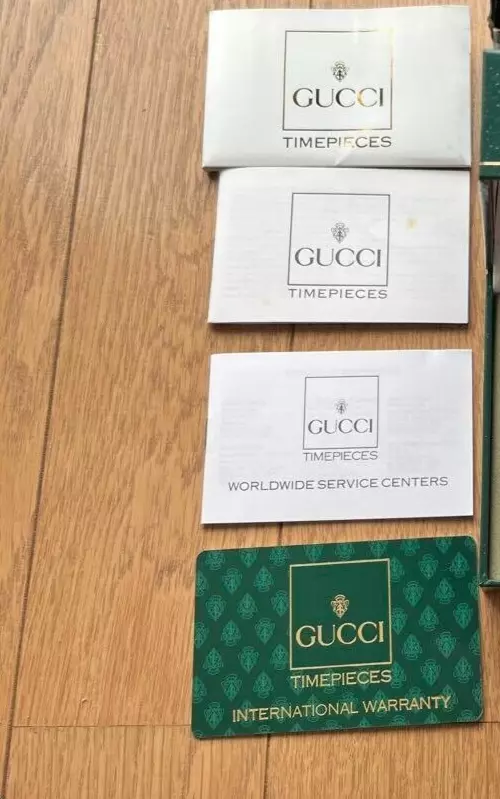 GUCCI
TIMEPIECES
GUCCI
TIMEPIECES
GUCCI
TIMEPIECES
WORLDWIDE SERVICE CENTERS
GUCCI
TIMEPIECES
INTERNATIONAL WARRANTY